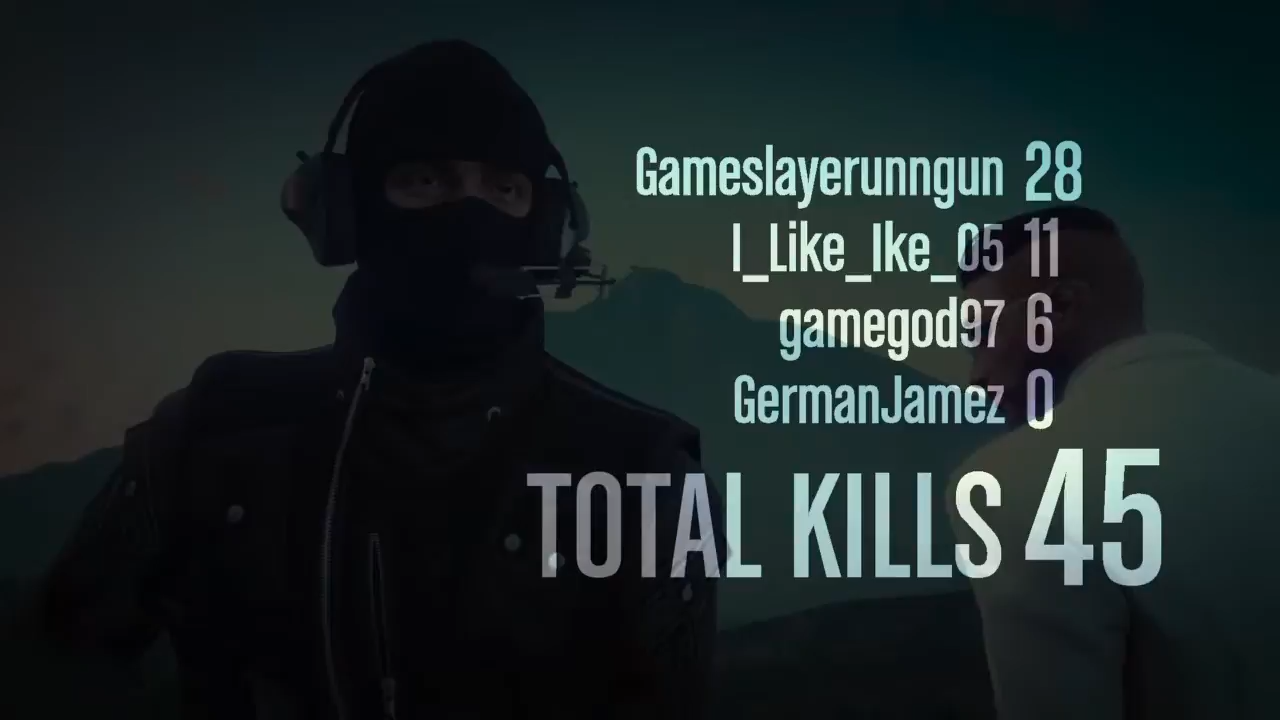 Gameslayerunngun 28
I_Like_Ike_05 11
gamegod97 6
GermanJamez 0
TOTAL KILLS 45